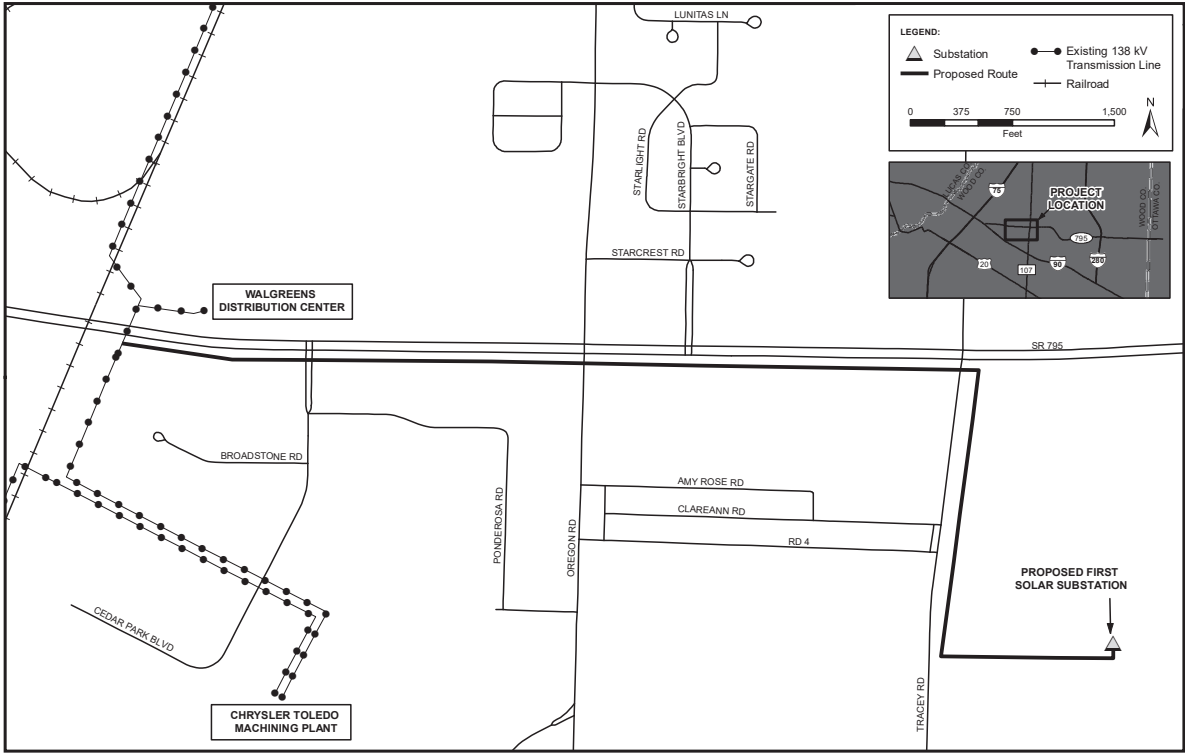 LUNITAS LN
LEGEND:
Substation
Proposed Route
Existing 138 kV
Transmission Line
Railroad
0 375 750 1,500
Feet
N
STARLIGHT RD
STARBRIGHT BLVD
STARGATE RD
STARCREST RD
LUCAS CO.
WOOD CO.
75
PROJECT
LOCATION
WOOD CO.
OTTAWA CO.
795
20
107
90
280
WALGREENS
DISTRIBUTION CENTER
SR 795
BROADSTONE RD
PONDEROSA RD
OREGON RD
AMY ROSE RD
CLAREANN RD
RD 4
PROPOSED FIRST
SOLAR SUBSTATION
CEDAR PARK BLVD
TRACEY RD
CHRYSLER TOLEDO
MACHINING PLANT